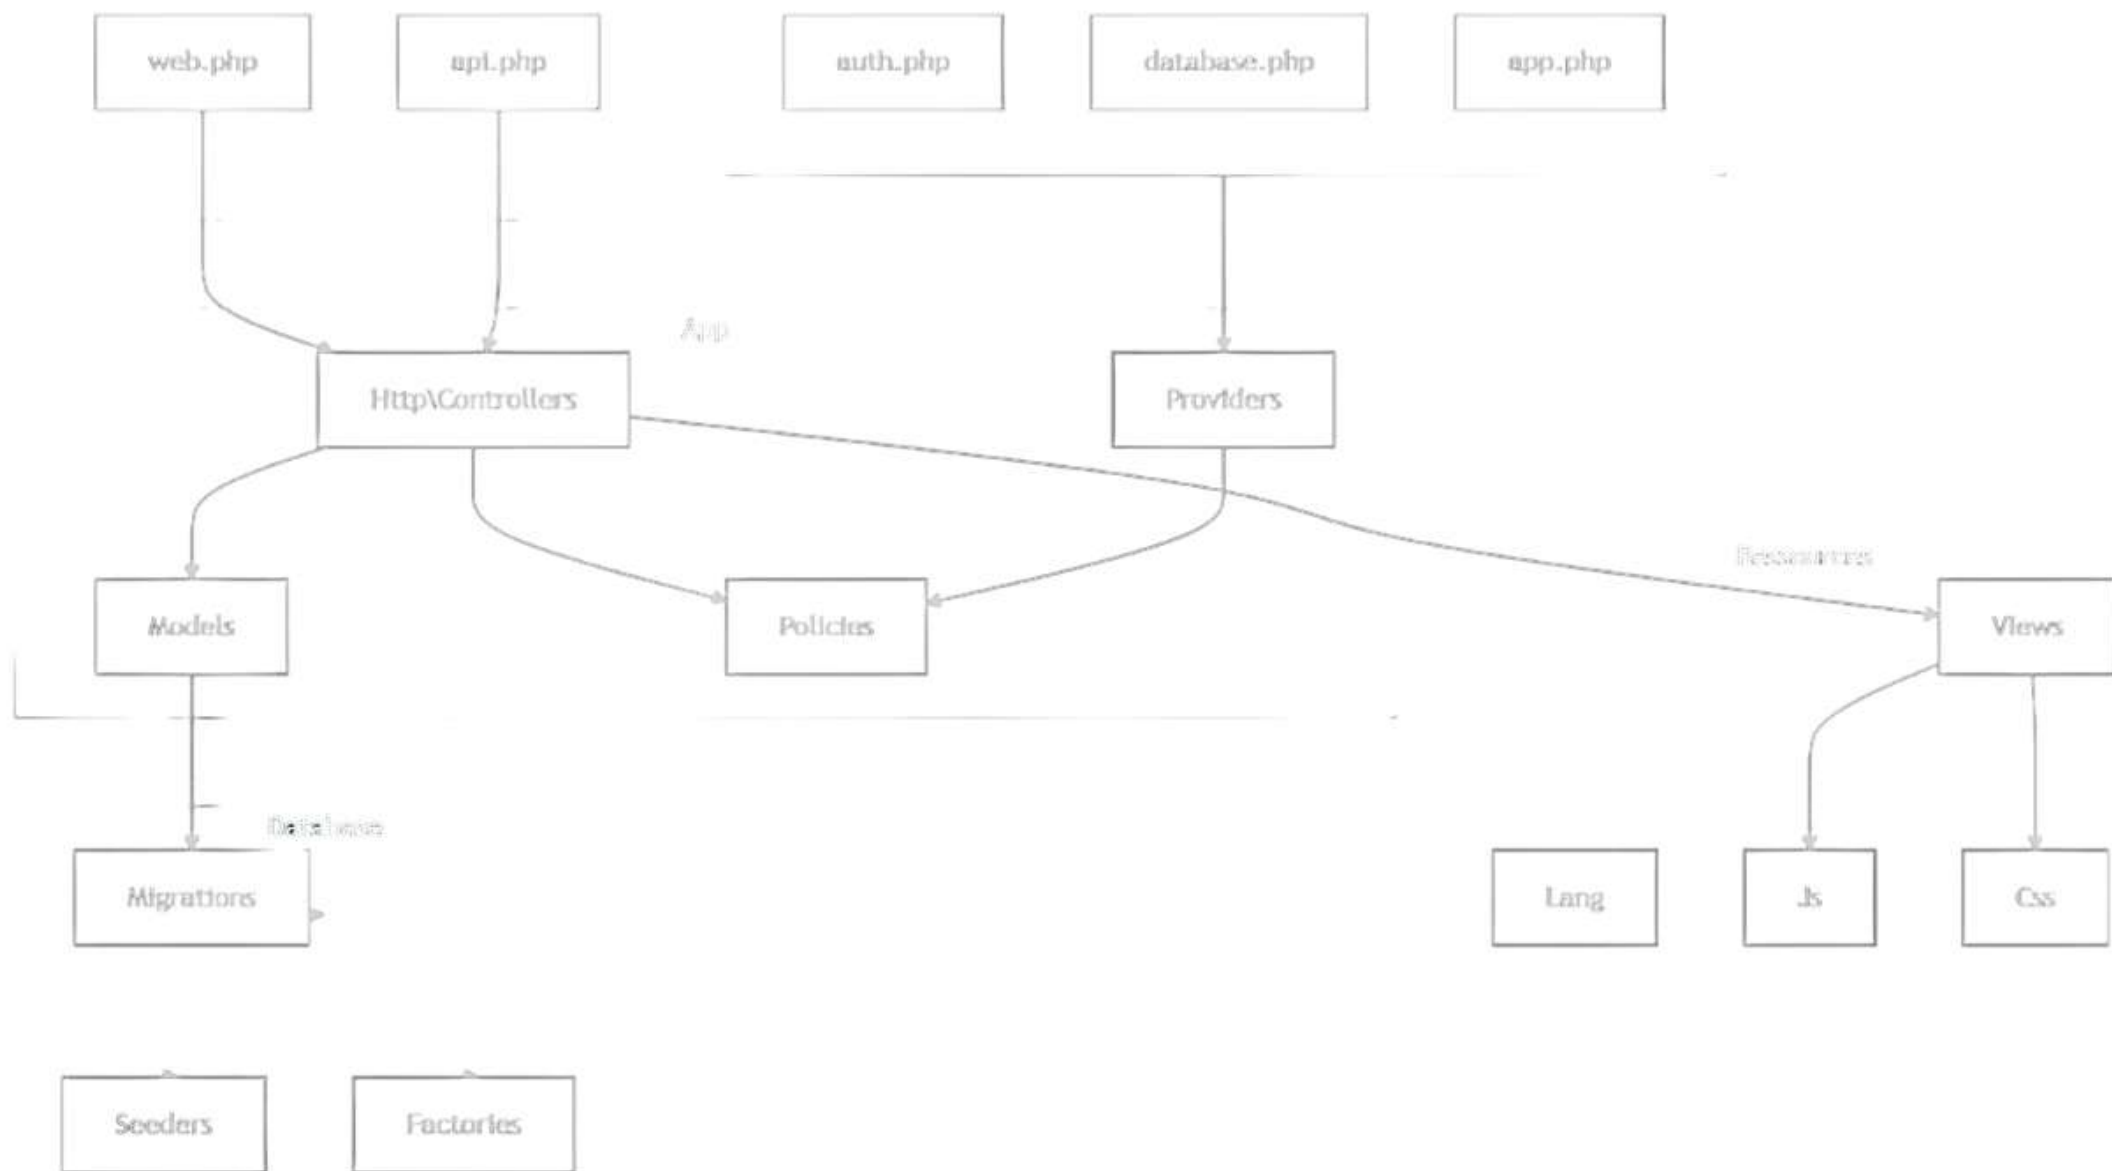 web.php
api.php
auth.php
database.php
app.php
App
Http\Controllers
Providers
Ressources
Models
Policies
Views
Database
Migrations
Lang
Js
Css
Seeders
Factories